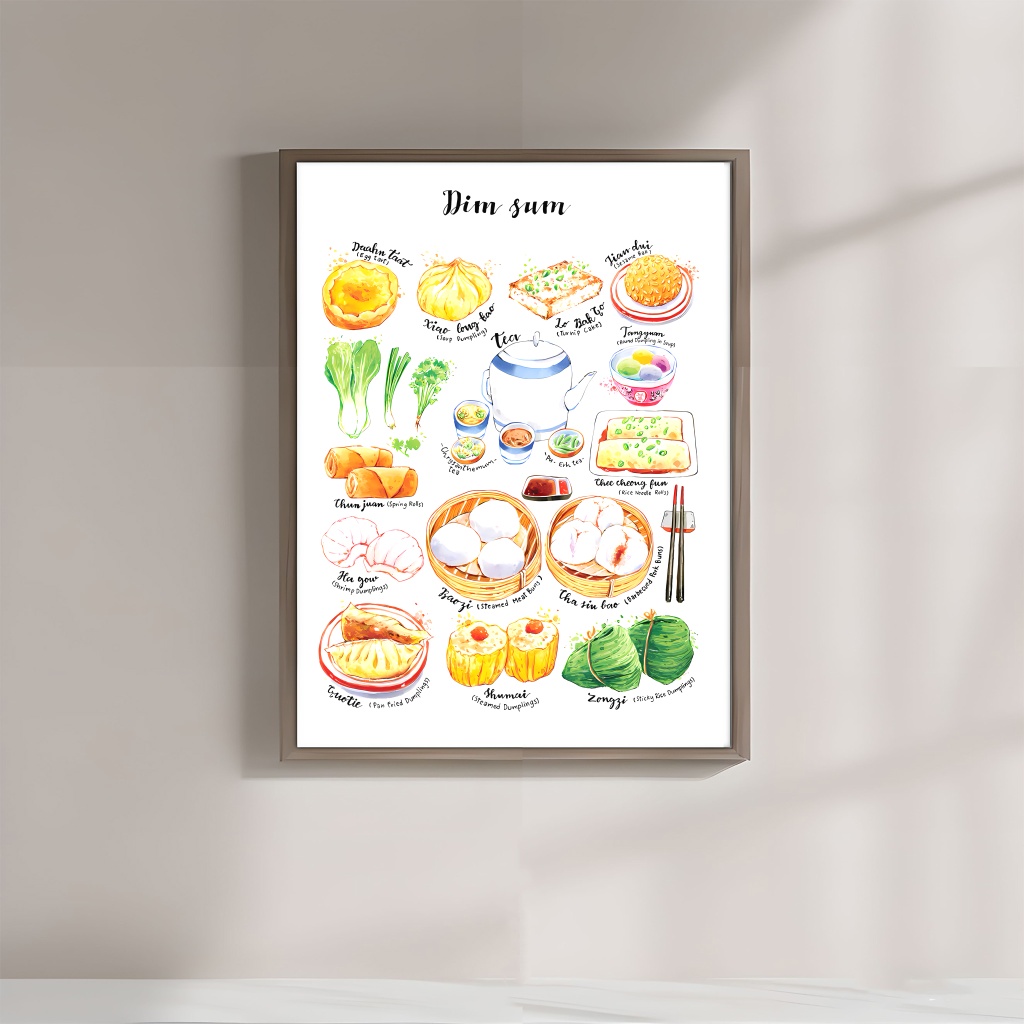 Dim sum
Daahn taat
(Egg tart)
Xiao long bao
(Soup Dumpling)
Lo Bak Go
(Turnip Cake)
Jian dui
(Sesame Ball)
tea
Tangyuan
(Round Dumpling in Soup)
Chrysanthemum
tea
Pu-Erh tea
Chee cheong fun
(Rice Noodle Rolls)
Chun juan (Spring Rolls)
Ha gow
(Shrimp Dumplings)
Baozi (Steamed Meat Buns)
Cha siu bao (Barbecued Pork Buns)
Guotie (Pan Fried Dumplings)
Shumai
(Steamed Dumplings)
Zongzi (Sticky Rice Dumplings)